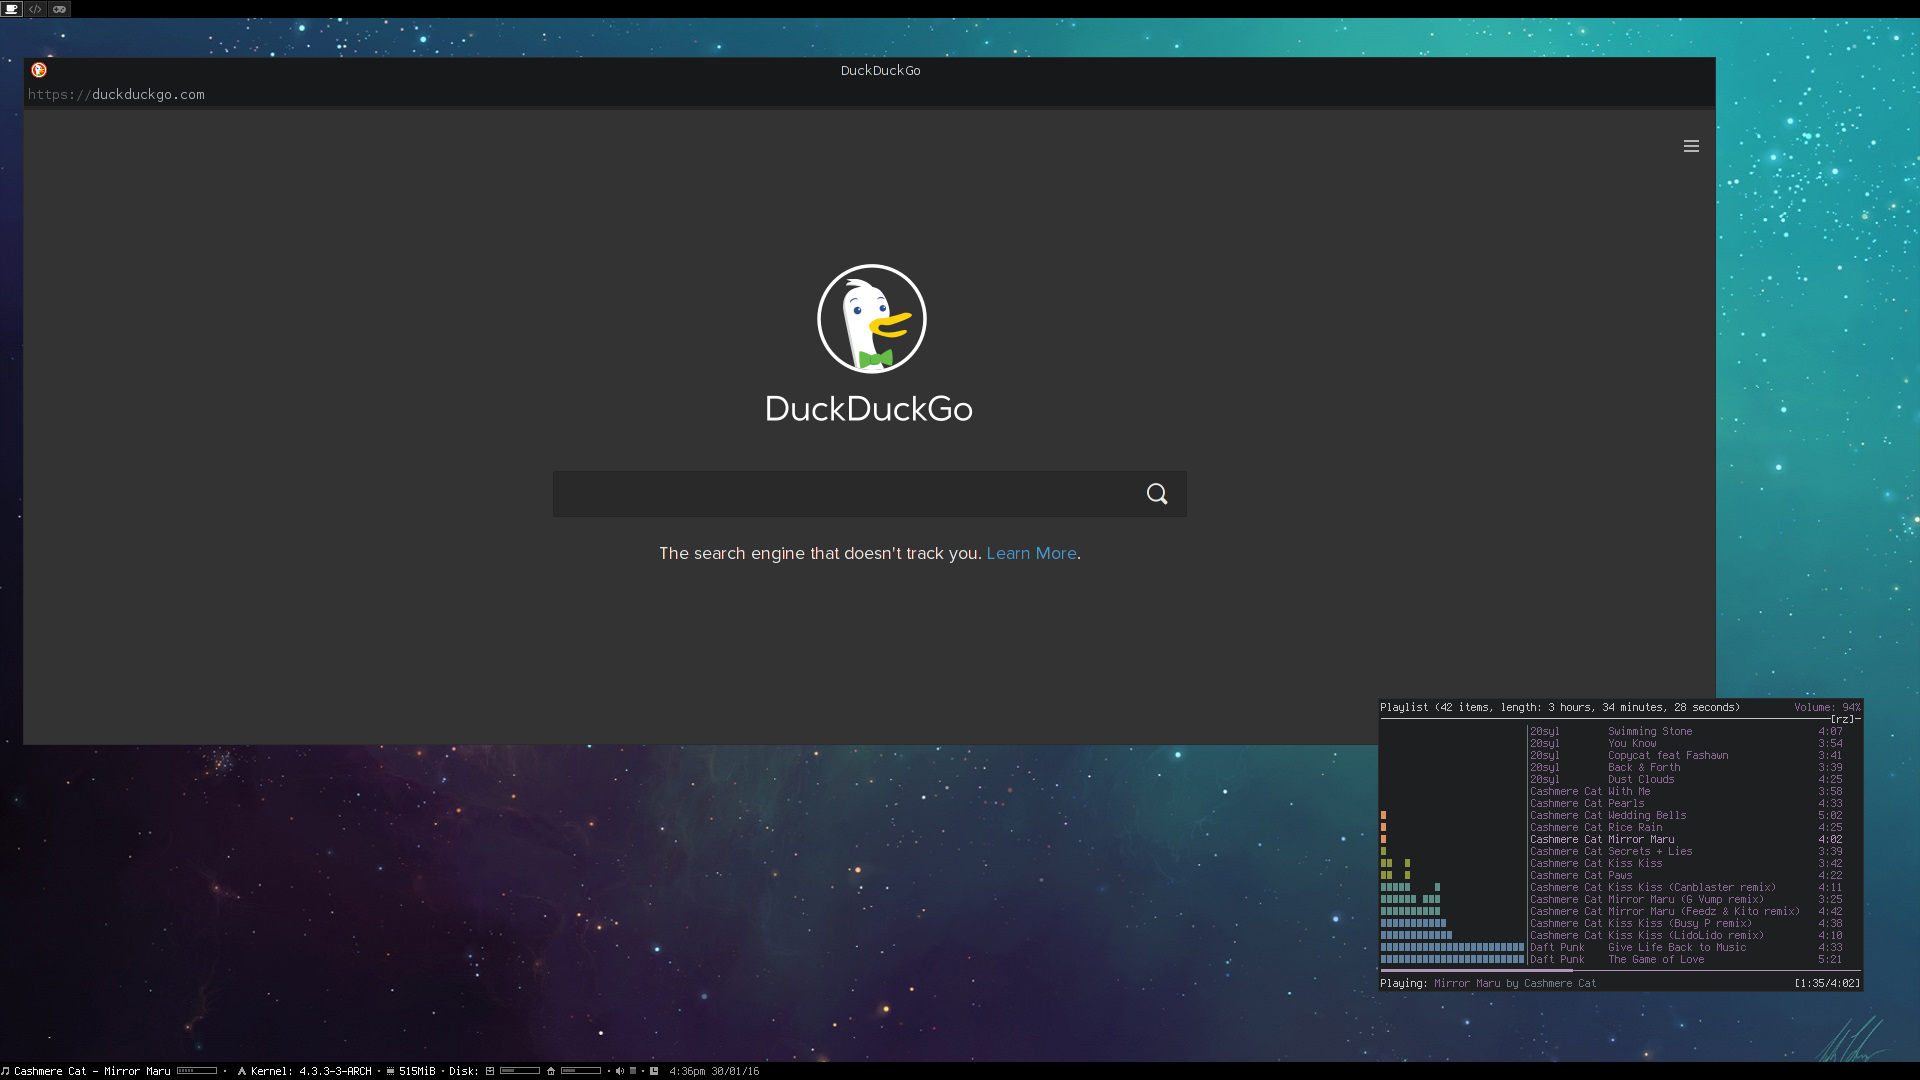 DuckDuckGo
https://duckduckgo.com
DuckDuckGo
The search engine that doesn't track you. Learn More.
Playlist (42 items, length: 3 hours, 34 minutes, 28 seconds) Volume: 94%
[rz]
20syl Swimming Stone 4:07
20syl You Know 3:54
20syl Copycat feat Fashawn 3:41
20syl Back & Forth 3:39
20syl Dust Clouds 4:25
Cashmere Cat With Me 3:58
Cashmere Cat Pearls 4:33
Cashmere Cat Wedding Bells 5:02
Cashmere Cat Rice Rain 4:25
Cashmere Cat Mirror Maru 4:02
Cashmere Cat Secrets + Lies 3:39
Cashmere Cat Kiss Kiss 3:42
Cashmere Cat Paws 4:22
Cashmere Cat Kiss Kiss (Canblaster remix) 4:11
Cashmere Cat Mirror Maru (G Vump remix) 3:25
Cashmere Cat Mirror Maru (Feedz & Kito remix) 4:42
Cashmere Cat Kiss Kiss (Busy P remix) 4:38
Cashmere Cat Kiss Kiss (LidoLido remix) 4:10
Daft Punk Give Life Back to Music 4:33
Daft Punk The Game of Love 5:21
Playing: Mirror Maru by Cashmere Cat [1:35/4:02]
Cashmere Cat - Mirror Maru · Kernel: 4.3.3-3-ARCH · 515MiB · Disk: · · 4:36pm 30/01/16